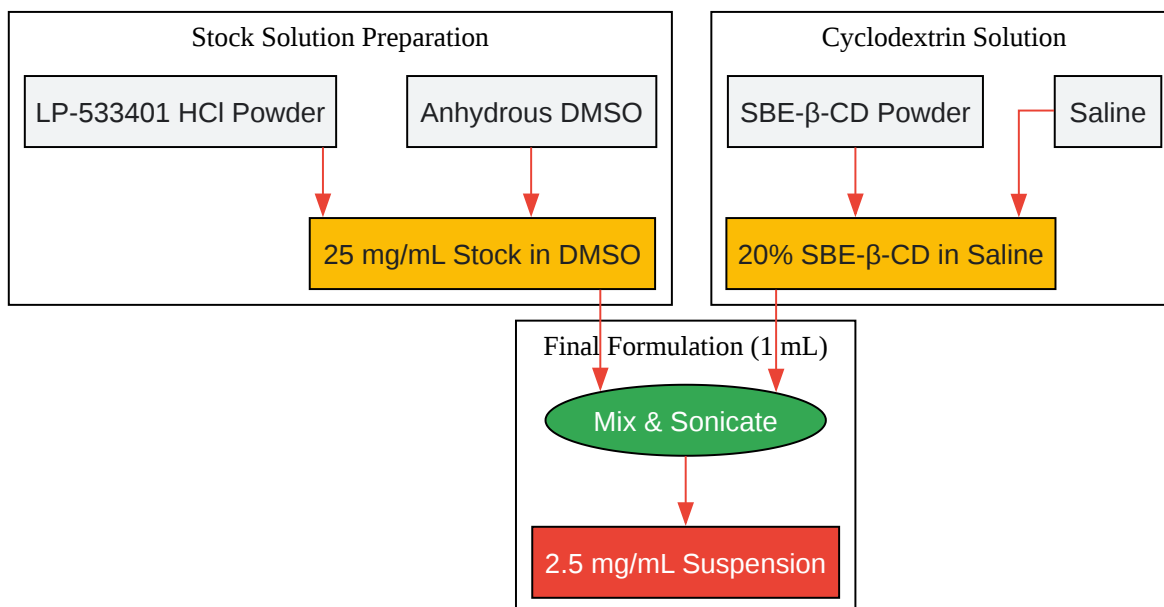 Stock Solution Preparation
LP-533401 HCl Powder
Anhydrous DMSO
25 mg/mL Stock in DMSO
Cyclodextrin Solution
SBE-β-CD Powder
Saline
20% SBE-β-CD in Saline
Final Formulation (1 mL)
Mix & Sonicate
2.5 mg/mL Suspension